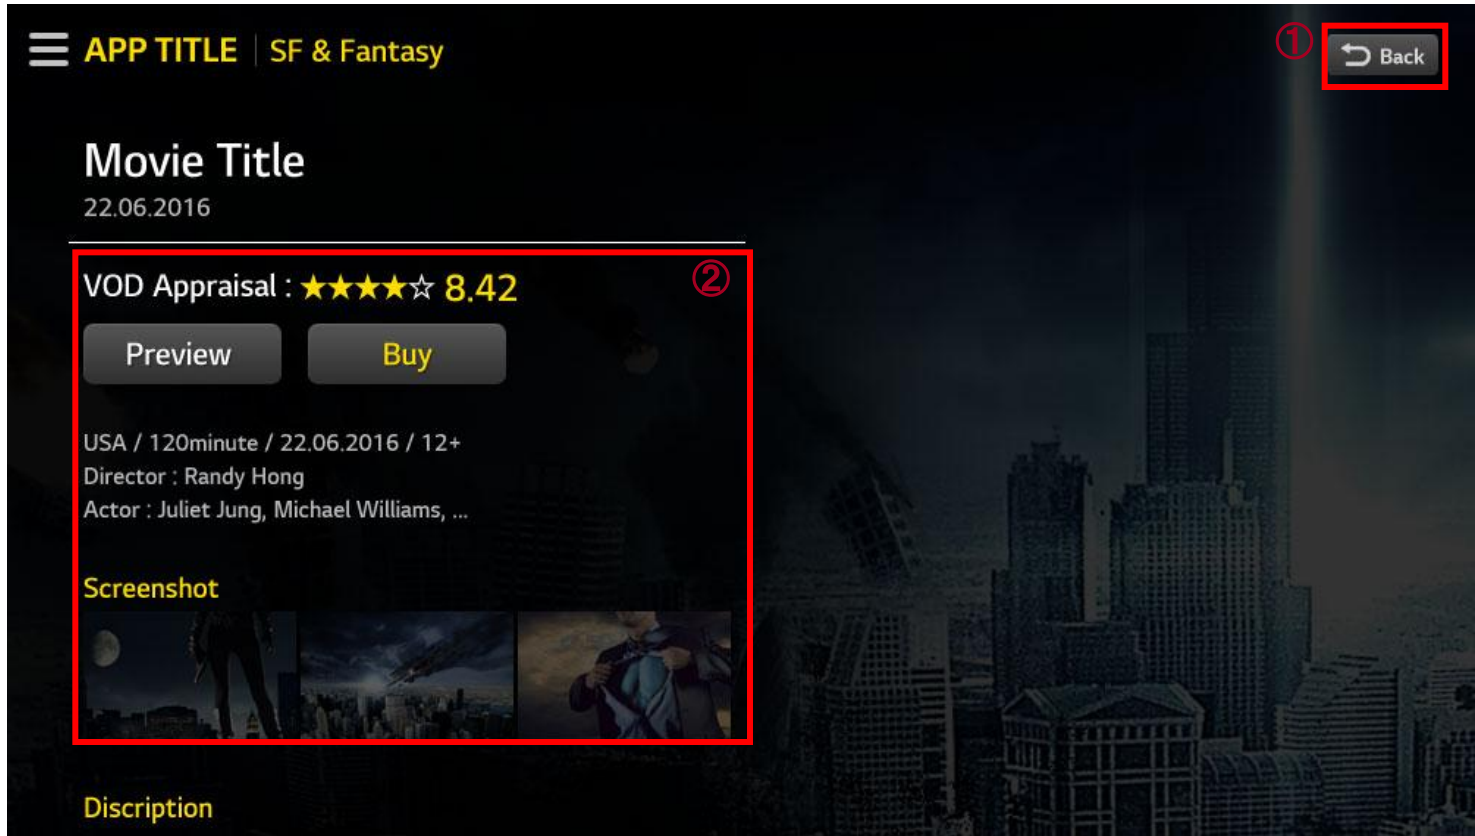 APP TITLE SF & Fantasy
① Back
Movie Title
22.06.2016
VOD Appraisal : ★★★★☆ 8.42 ②
Preview Buy
USA / 120minute / 22.06.2016 / 12+
Director : Randy Hong
Actor : Juliet Jung, Michael Williams, ...
Screenshot
Discription